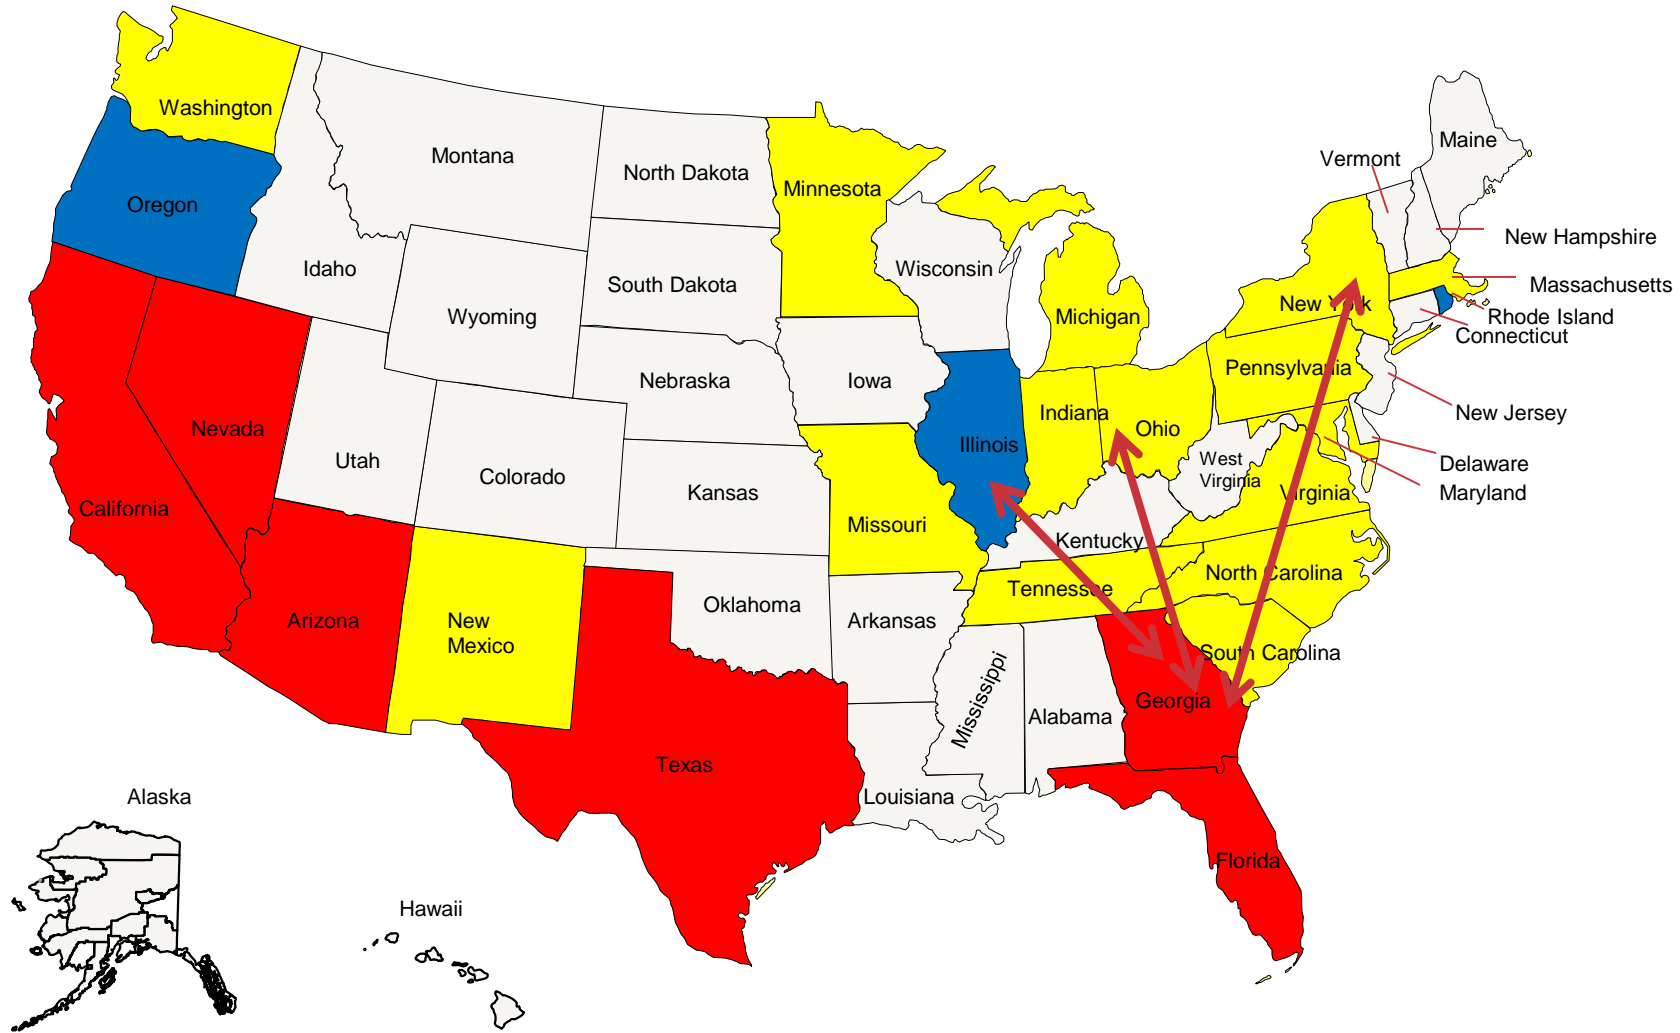 Washington
Montana
North Dakota
Minnesota
Vermont
Maine
Oregon
Idaho
South Dakota
Wisconsin
New Hampshire
Massachusetts
Wyoming
Michigan
New York
Rhode Island
Connecticut
Nebraska
Iowa
Pennsylvania
Nevada
Utah
Colorado
Illinois
Indiana
Ohio
New Jersey
West
Virginia
Delaware
Maryland
California
Kansas
Missouri
Kentucky
Virginia
Arizona
New
Mexico
Oklahoma
Arkansas
Tennessee
North Carolina
South Carolina
Texas
Louisiana
Mississippi
Alabama
Georgia
Florida
Alaska
Hawaii